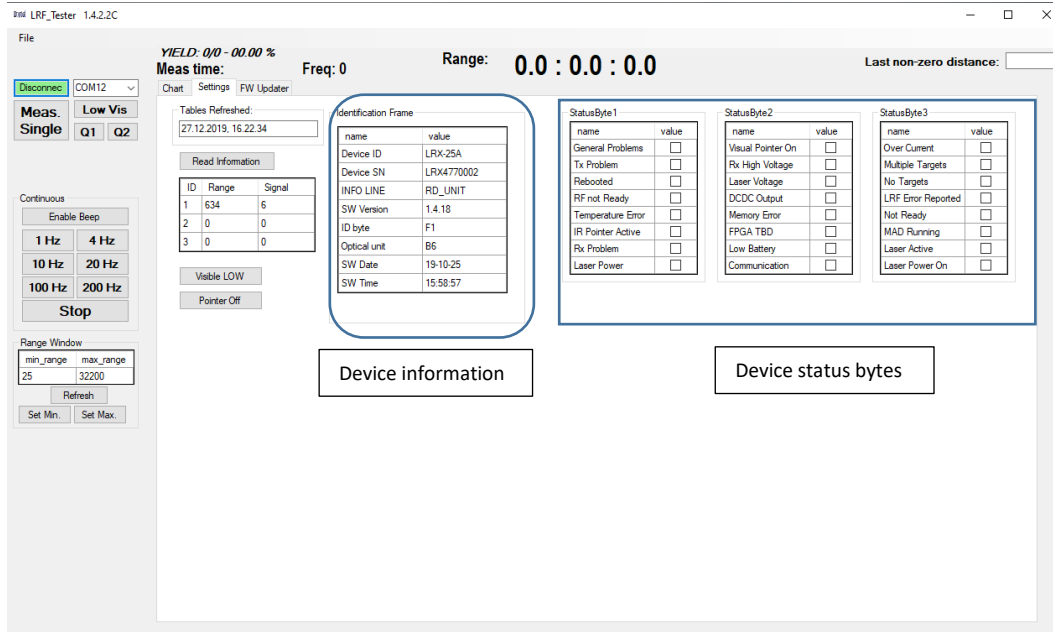 LRF_Tester 1.4.2.2C
File
YIELD: 0/0 - 00.00 %
Meas time: Freq: 0 Range: 0.0 : 0.0 : 0.0 Last non-zero distance:
Disconnec COM12
Chart Settings FW Updater
Meas. Single Low Vis
Q1 Q2
Continuous
Enable Beep
1 Hz 4 Hz
10 Hz 20 Hz
100 Hz 200 Hz
Stop
Range Window
min_range max_range
25 32200
Refresh
Set Min. Set Max.
Tables Refreshed:
27.12.2019, 16.22.34
Read Information
ID Range Signal
1 634 6
2 0 0
3 0 0
Visible LOW
Pointer Off
Identification Frame
name value
Device ID LRX-25A
Device SN LRX4770002
INFO LINE RD_UNIT
SW Version 1.4.18
ID byte F1
Optical unit B6
SW Date 19-10-25
SW Time 15:58:57
Device information
StatusByte1
name value
General Problems
Tx Problem
Rebooted
RF not Ready
Temperature Error
IR Pointer Active
Rx Problem
Laser Power
StatusByte2
name value
Visual Pointer On
Rx High Voltage
Laser Voltage
DCDC Output
Memory Error
FPGA TBD
Low Battery
Communication
StatusByte3
name value
Over Current
Multiple Targets
No Targets
LRF Error Reported
Not Ready
MAD Running
Laser Active
Laser Power On
Device status bytes